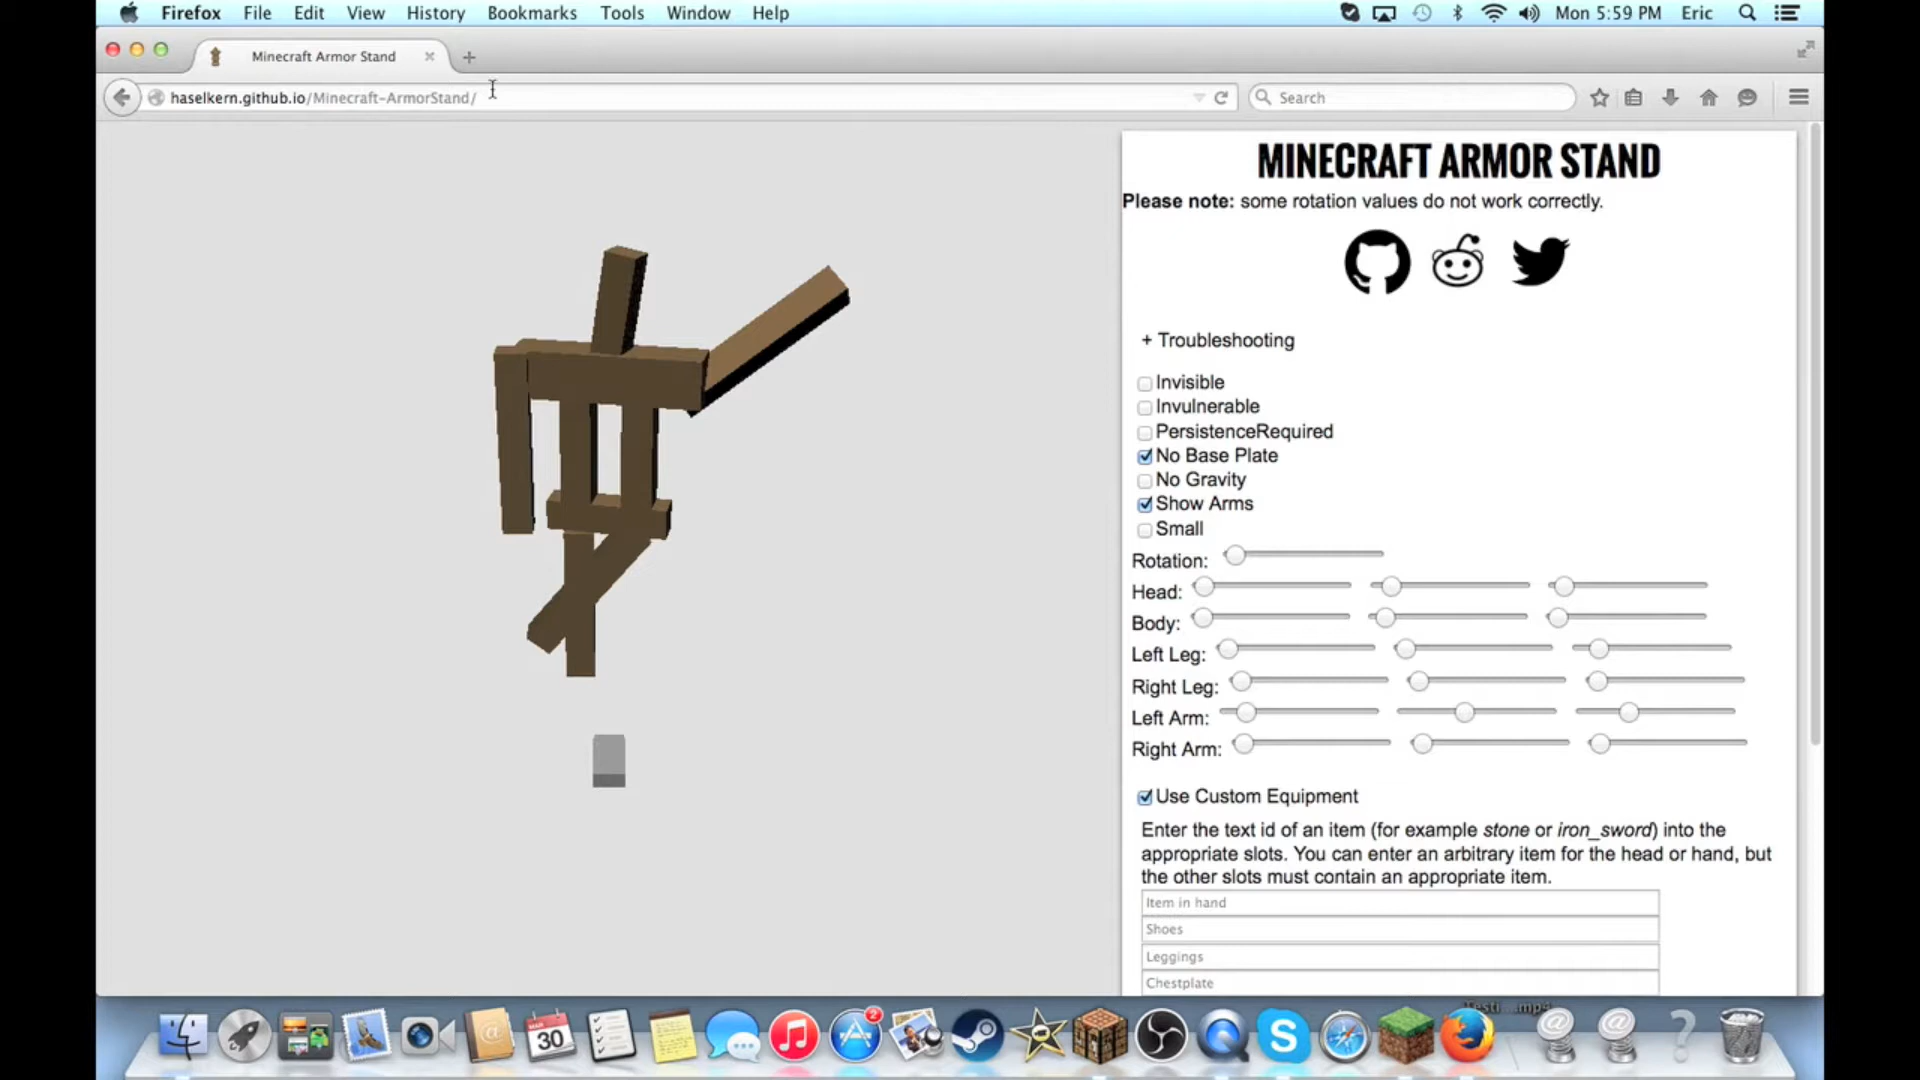 Firefox File Edit View History Bookmarks Tools Window Help Mon 5:59 PM Eric
Minecraft Armor Stand
haselkern.github.io/Minecraft-ArmorStand/
Search
MINECRAFT ARMOR STAND
Please note: some rotation values do not work correctly.
+ Troubleshooting
Invisible
Invulnerable
PersistenceRequired
No Base Plate
No Gravity
Show Arms
Small
Rotation:
Head:
Body:
Left Leg:
Right Leg:
Left Arm:
Right Arm:
Use Custom Equipment
Enter the text id of an item (for example stone or iron_sword) into the
appropriate slots. You can enter an arbitrary item for the head or hand, but
the other slots must contain an appropriate item.
Item in hand
Shoes
Leggings
Chestplate
MAR
30
2